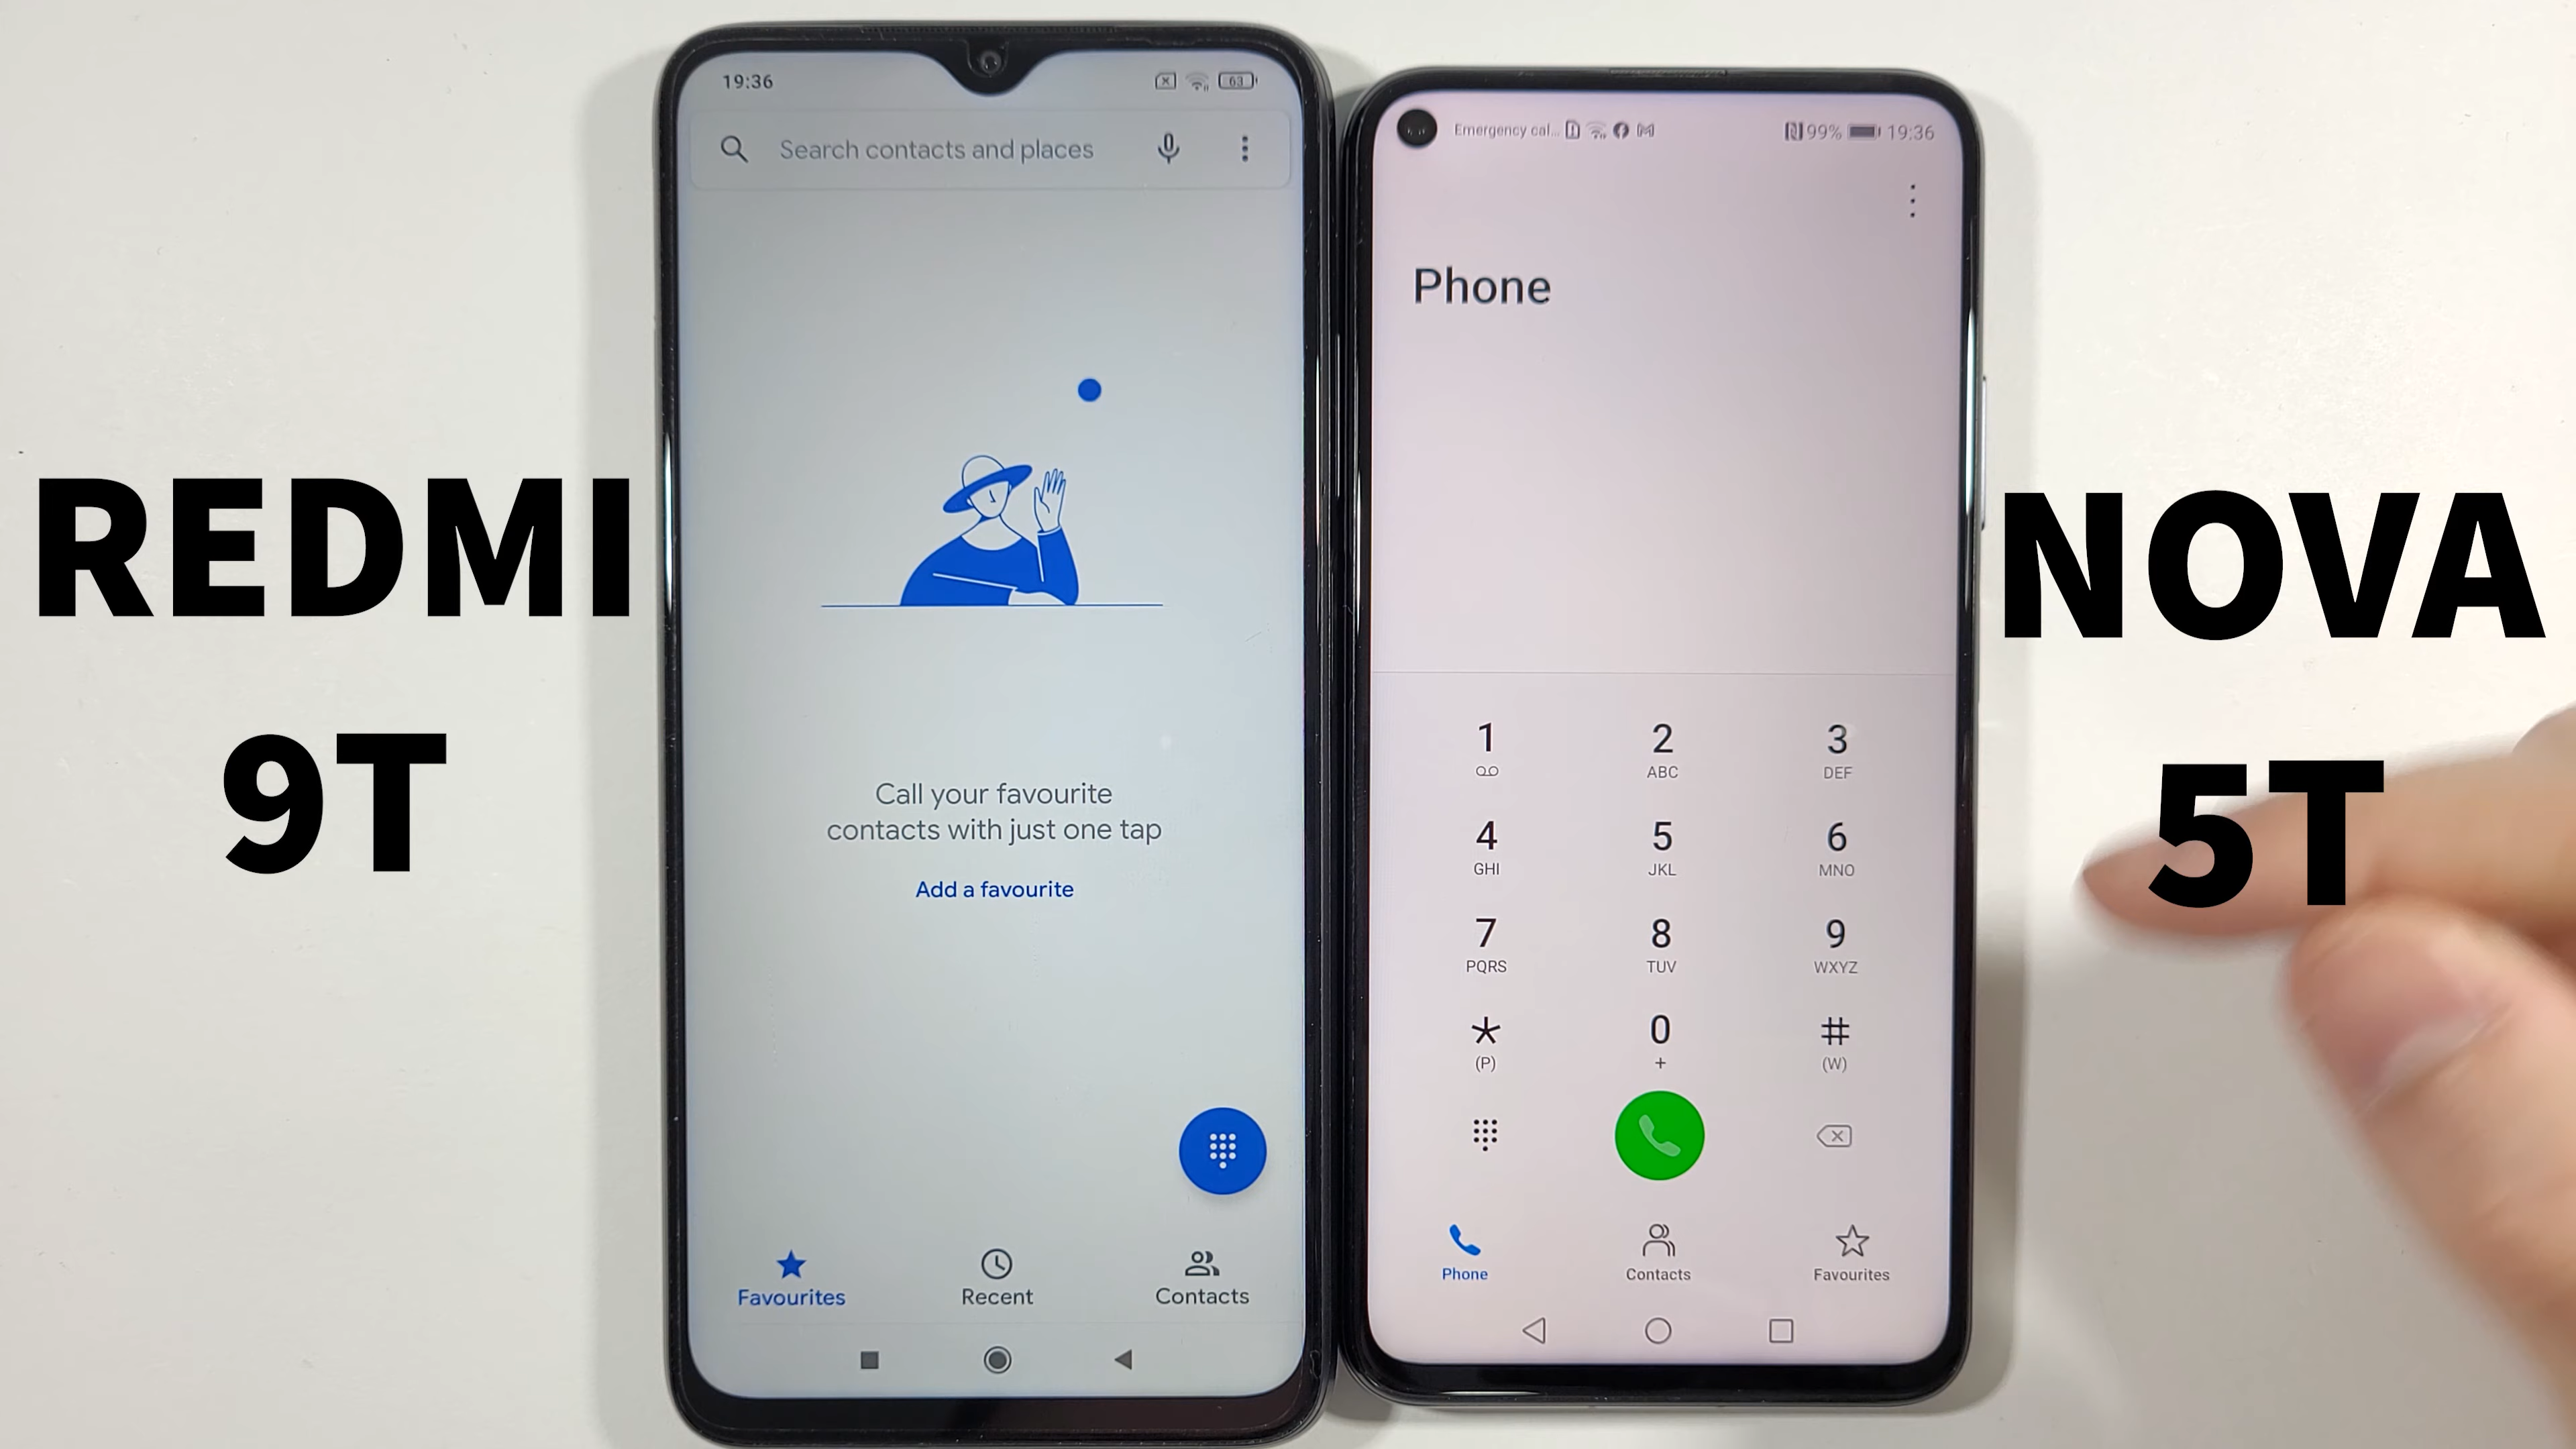 REDMI
9T
19:36
63
Search contacts and places
Call your favourite
contacts with just one tap
Add a favourite
Favourites
Recent
Contacts
Emergency cal...
99%
19:36
Phone
1
2
ABC
3
DEF
4
GHI
5
JKL
6
MNO
7
PQRS
8
TUV
9
WXYZ
*
(P)
0
+
#
(W)
Phone
Contacts
Favourites
NOVA
5T